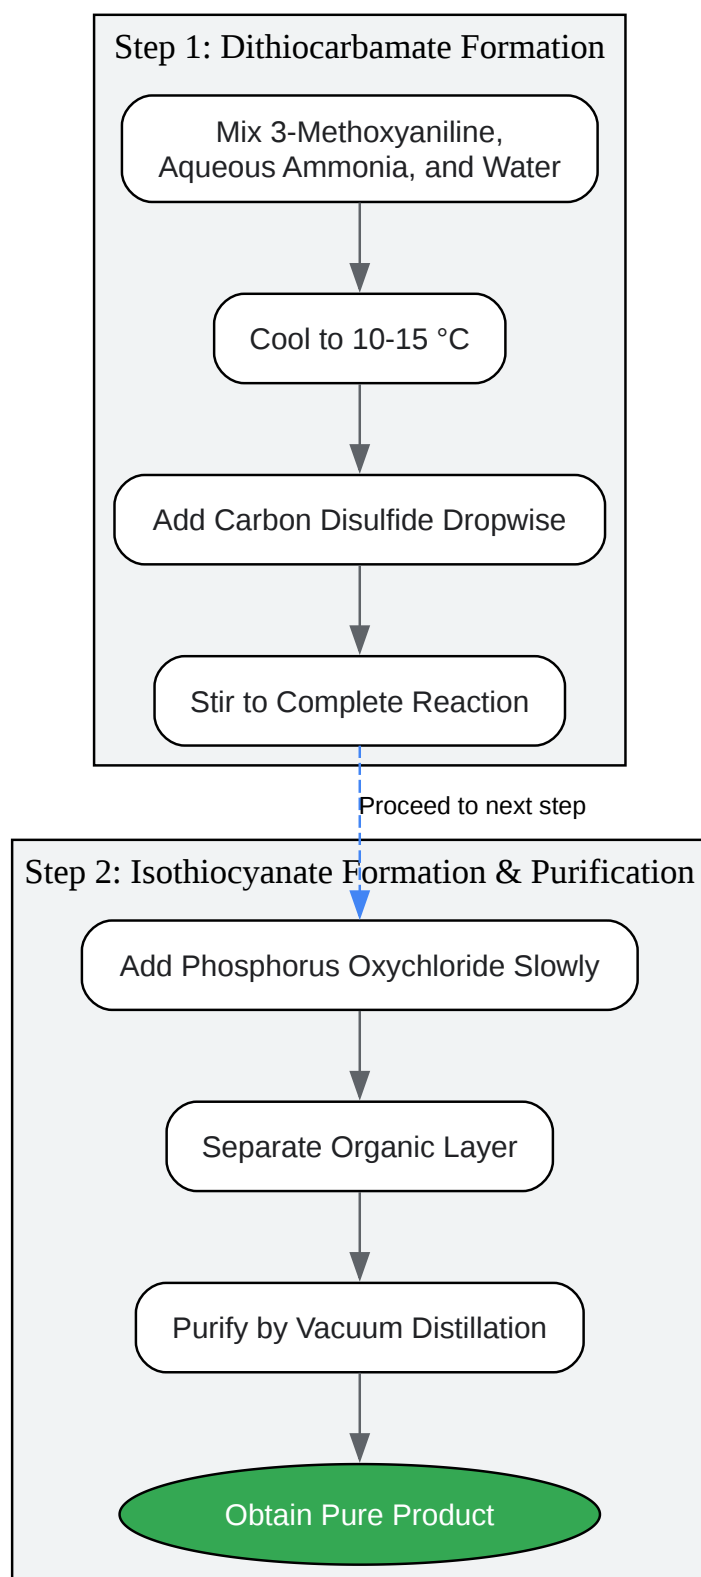 Step 1: Dithiocarbamate Formation
Mix 3-Methoxyaniline,
Aqueous Ammonia, and Water
Cool to 10-15 °C
Add Carbon Disulfide Dropwise
Stir to Complete Reaction
Proceed to next step
Step 2: Isothiocyanate Formation & Purification
Add Phosphorus Oxychloride Slowly
Separate Organic Layer
Purify by Vacuum Distillation
Obtain Pure Product